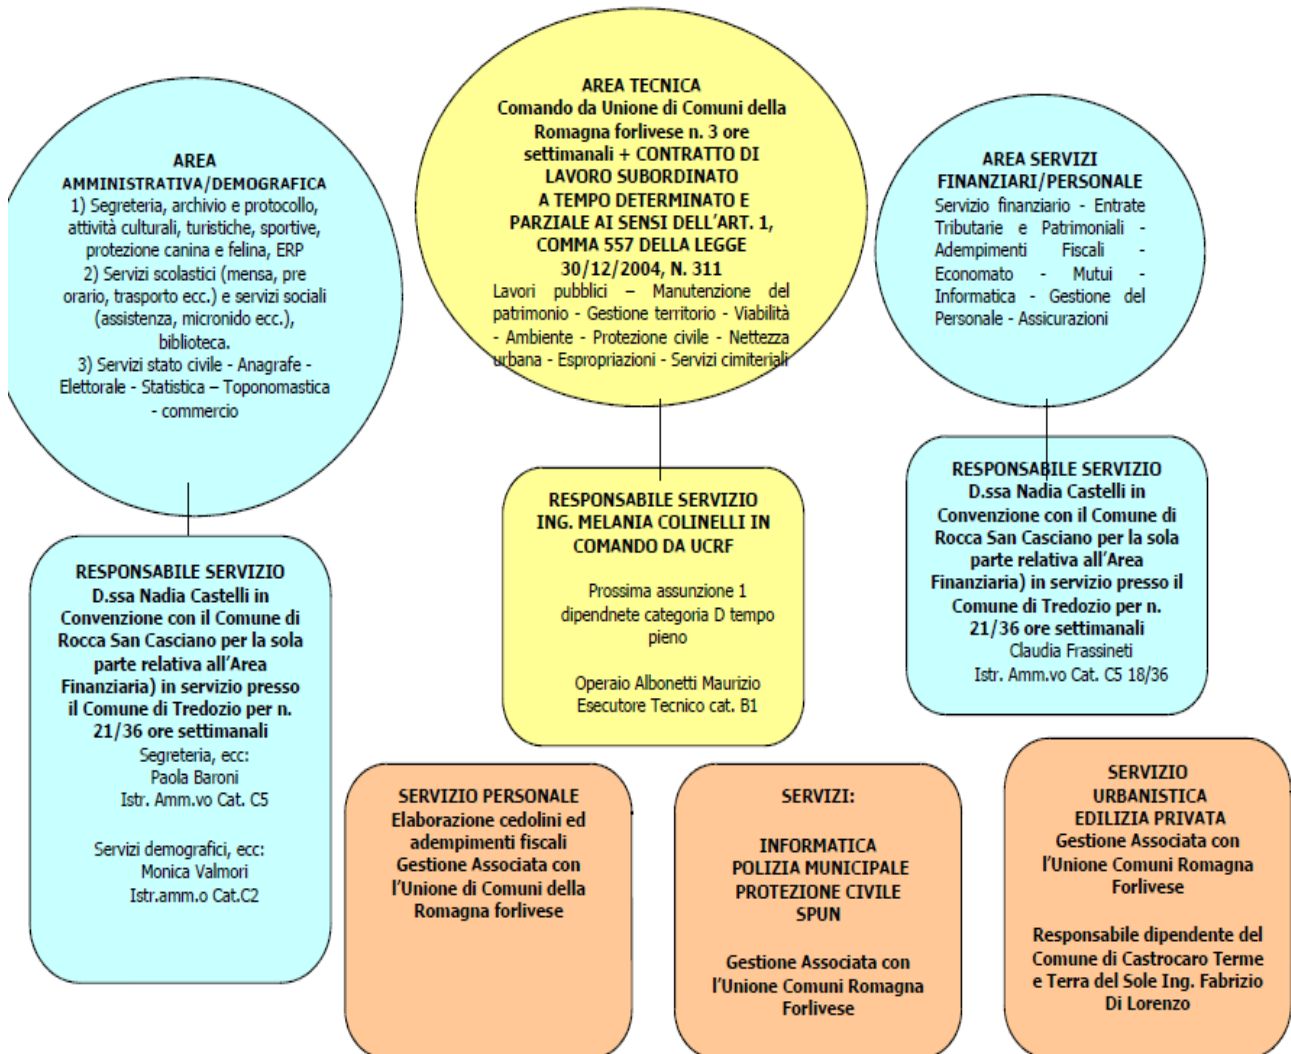 AREA
AMMINISTRATIVA/DEMOGRAFICA
1) Segreteria, archivio e protocollo,
attività culturali, turistiche, sportive,
protezione canina e felina, ERP
2) Servizi scolastici (mensa, pre
orario, trasporto ecc.) e servizi sociali
(assistenza, micronido ecc.),
biblioteca.
3) Servizi stato civile - Anagrafe -
Elettorale - Statistica – Toponomastica
- commercio
AREA TECNICA
Comando da Unione di Comuni della
Romagna forlivese n. 3 ore
settimanali + CONTRATTO DI
LAVORO SUBORDINATO
A TEMPO DETERMINATO E
PARZIALE AI SENSI DELL'ART. 1,
COMMA 557 DELLA LEGGE
30/12/2004, N. 311
Lavori pubblici – Manutenzione del
patrimonio - Gestione territorio - Viabilità
- Ambiente - Protezione civile - Nettezza
urbana - Espropriazioni - Servizi cimiteriali
AREA SERVIZI
FINANZIARI/PERSONALE
Servizio finanziario - Entrate
Tributarie e Patrimoniali -
Adempimenti Fiscali -
Economato - Mutui -
Informatica - Gestione del
Personale - Assicurazioni
RESPONSABILE SERVIZIO
D.ssa Nadia Castelli in
Convenzione con il Comune di
Rocca San Casciano per la sola
parte relativa all'Area
Finanziaria) in servizio presso
il Comune di Tredozio per n.
21/36 ore settimanali
Segreteria, ecc:
Paola Baroni
Istr. Amm.vo Cat. C5
Servizi demografici, ecc:
Monica Valmori
Istr.amm.o Cat.C2
RESPONSABILE SERVIZIO
ING. MELANIA COLINELLI IN
COMANDO DA UCRF
Prossima assunzione 1
dipendnete categoria D tempo
pieno
Operaio Albonetti Maurizio
Esecutore Tecnico cat. B1
RESPONSABILE SERVIZIO
D.ssa Nadia Castelli in
Convenzione con il Comune di
Rocca San Casciano per la sola
parte relativa all'Area
Finanziaria) in servizio presso il
Comune di Tredozio per n.
21/36 ore settimanali
Claudia Frassineti
Istr. Amm.vo Cat. C5 18/36
SERVIZIO PERSONALE
Elaborazione cedolini ed
adempimenti fiscali
Gestione Associata con
l'Unione di Comuni della
Romagna forlivese
SERVIZI:
INFORMATICA
POLIZIA MUNICIPALE
PROTEZIONE CIVILE
SPUN
Gestione Associata con
l'Unione Comuni Romagna
Forlivese
SERVIZIO
URBANISTICA
EDILIZIA PRIVATA
Gestione Associata con
l'Unione Comuni Romagna
Forlivese
Responsabile dipendente del
Comune di Castrocaro Terme
e Terra del Sole Ing. Fabrizio
Di Lorenzo